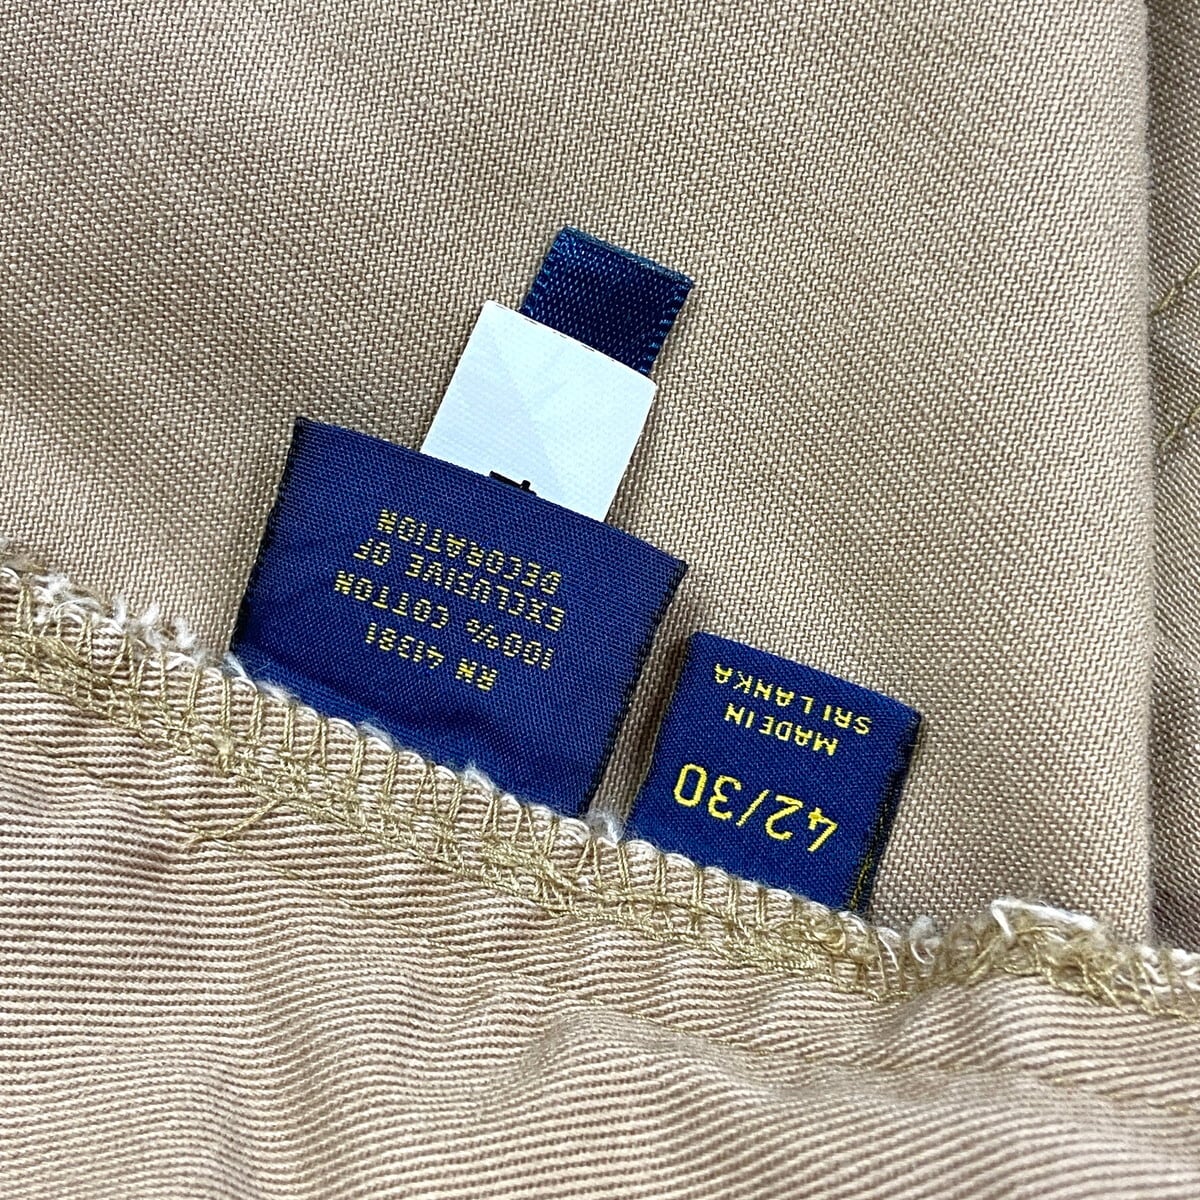 RN 41381
100% COTTON
EXCLUSIVE OF
DECORATION
42/30
MADE IN
SRI LANKA